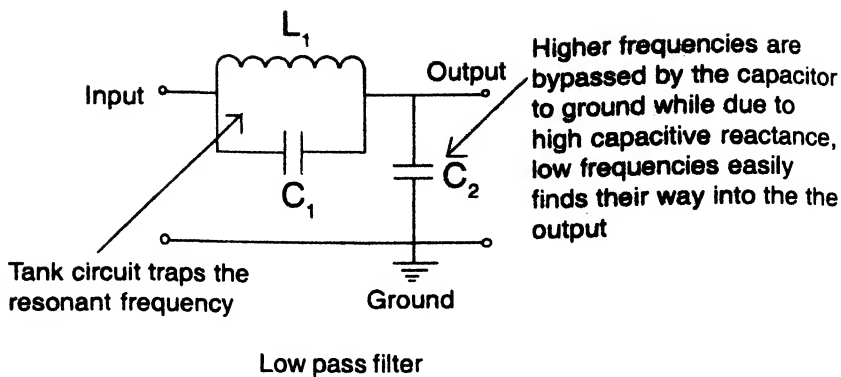 L1
Input
Output
C1
C2
Higher frequencies are
bypassed by the capacitor
to ground while due to
high capacitive reactance,
low frequencies easily
finds their way into the the
output
Tank circuit traps the
resonant frequency
Ground
Low pass filter